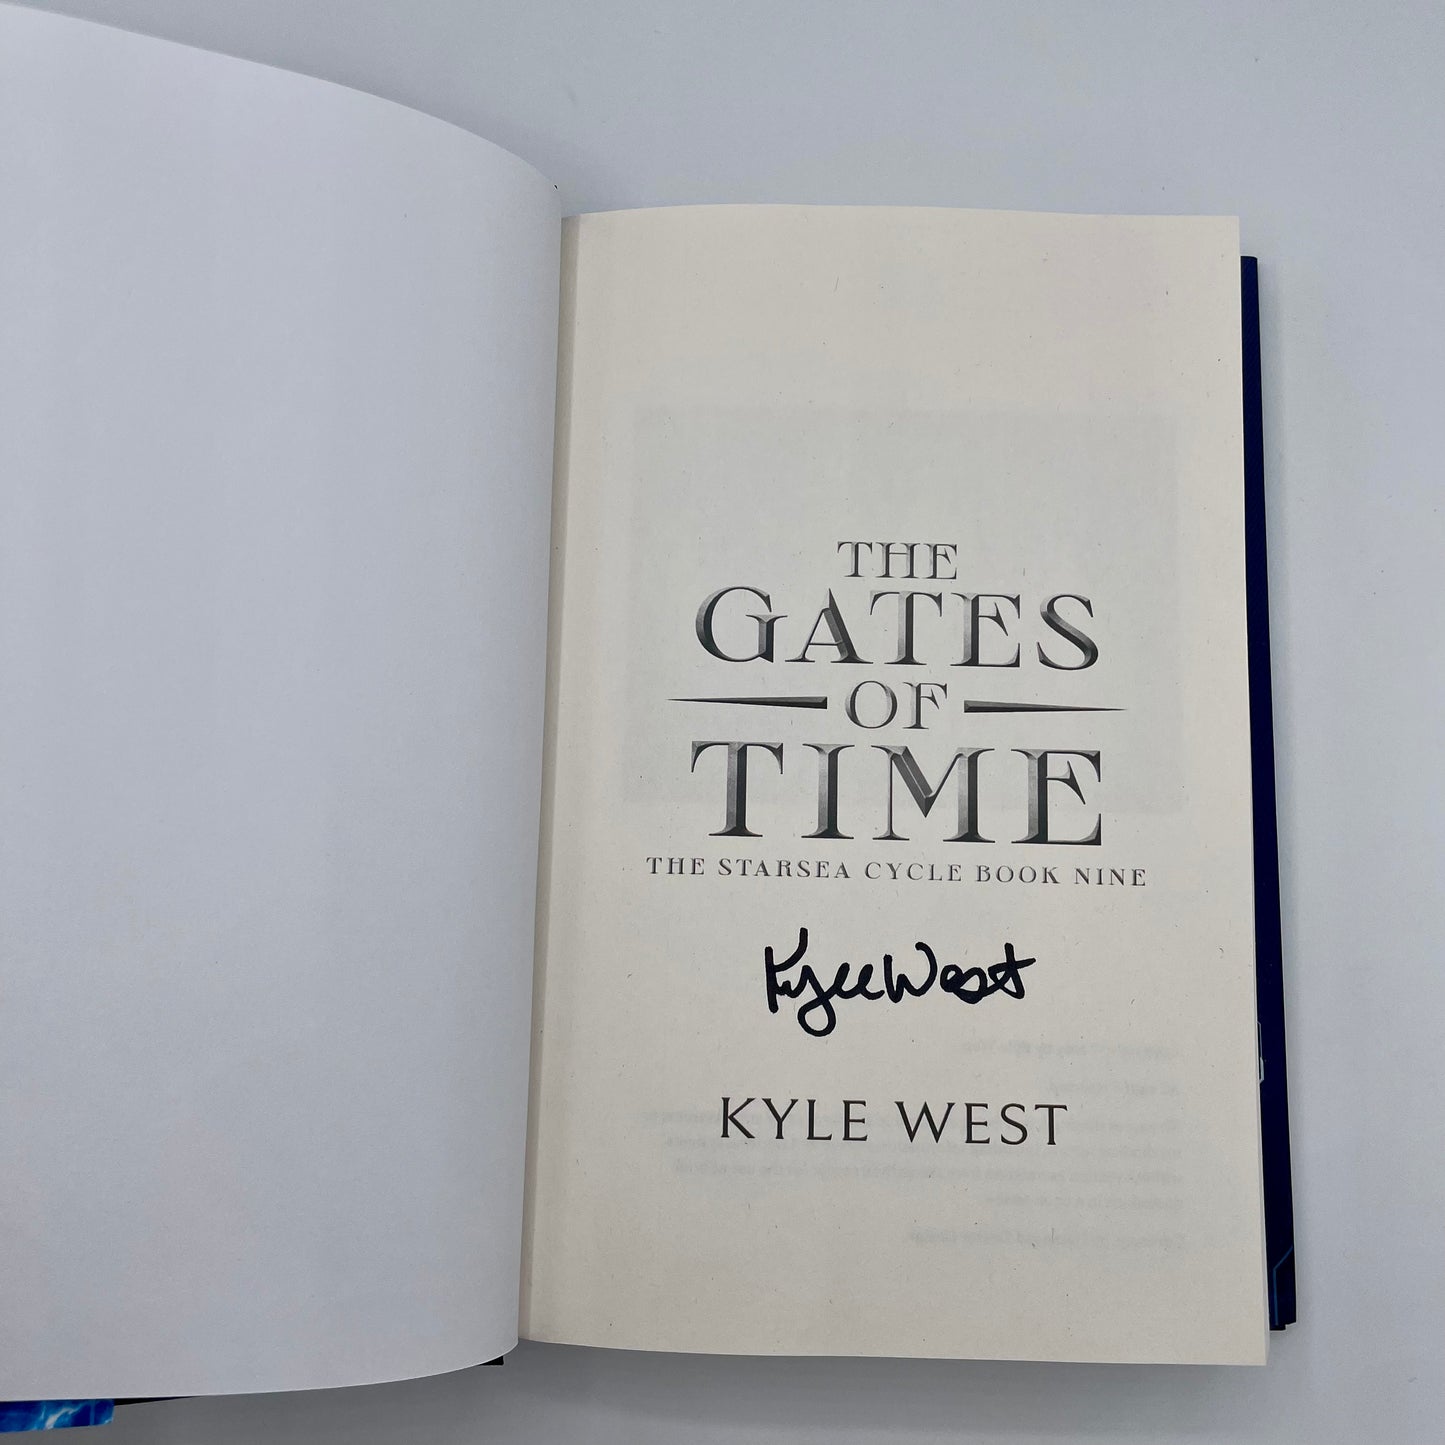 THE
GATES
OF
TIME
THE STARSEA CYCLE BOOK NINE
Kyle West
KYLE WEST